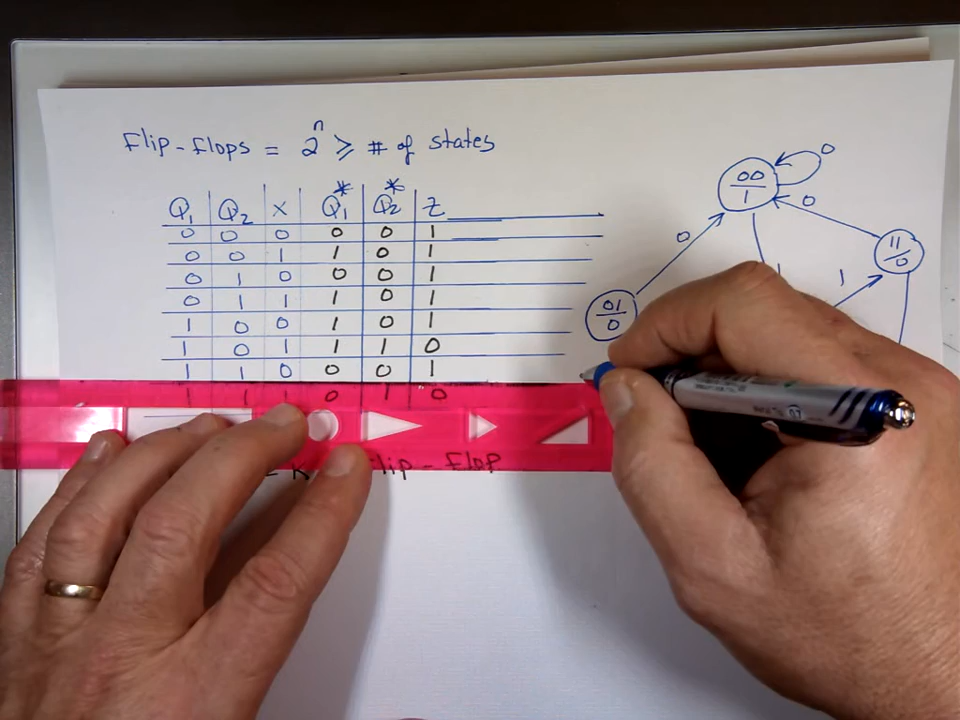 Flip-Flops = 2ⁿ ≥ # of states
Q₁ Q₂ X Q₁* Q₂* Z
0 0 0 0 0 1
0 0 1 1 0 1
0 1 0 0 0 1
0 1 1 1 0 1
1 0 0 1 0 1
1 0 1 1 1 0
1 1 0 0 0 1
1 1 1 0 1 0
Flip-Flop
0
00
1
0
0
11
0
1
01
0